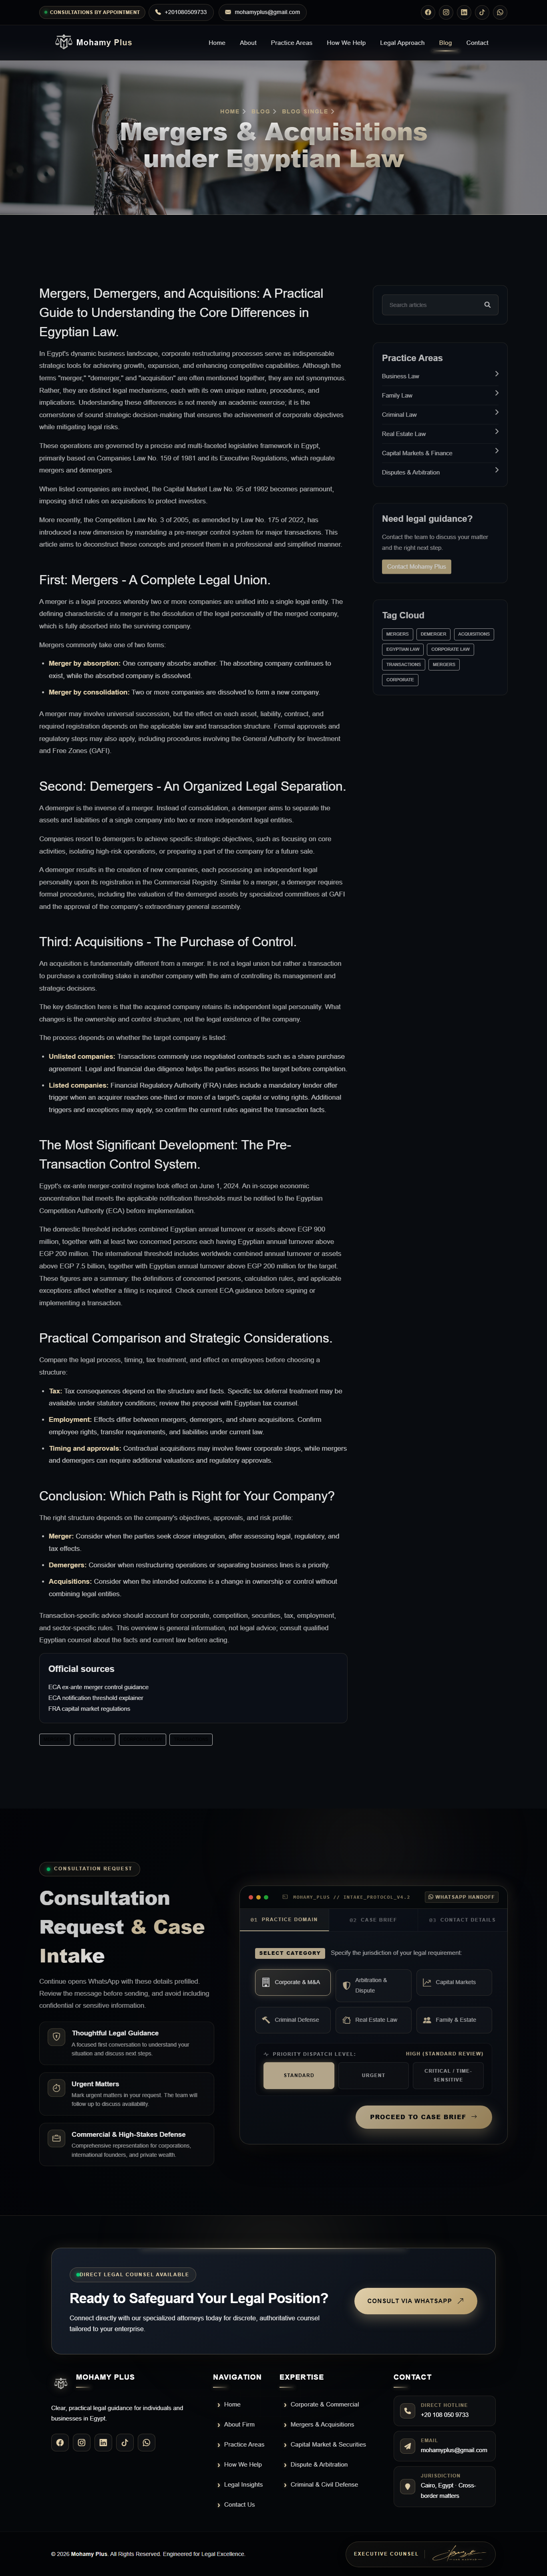 CONSULTATIONS BY APPOINTMENT
+201080509733
mohamyplus@gmail.com
Mohamy Plus
Home
About
Practice Areas
How We Help
Legal Approach
Blog
Contact
HOME
BLOG
BLOG SINGLE
Mergers & Acquisitions
under Egyptian Law
Mergers, Demergers, and Acquisitions: A Practical
Guide to Understanding the Core Differences in
Egyptian Law.
In Egypt's dynamic business landscape, corporate restructuring processes serve as indispensable
strategic tools for achieving growth, expansion, and enhancing competitive capabilities. Although the
terms "merger," "demerger," and "acquisition" are often mentioned together, they are not synonymous.
Rather, they are distinct legal mechanisms, each with its own unique nature, procedures, and
implications. Understanding these differences is not merely an academic exercise; it is the
cornerstone of sound strategic decision-making that ensures the achievement of corporate objectives
while mitigating legal risks.
These operations are governed by a precise and multi-faceted legislative framework in Egypt,
primarily based on Companies Law No. 159 of 1981 and its Executive Regulations, which regulate
mergers and demergers
When listed companies are involved, the Capital Market Law No. 95 of 1992 becomes paramount,
imposing strict rules on acquisitions to protect investors.
More recently, the Competition Law No. 3 of 2005, as amended by Law No. 175 of 2022, has
introduced a new dimension by mandating a pre-merger control system for major transactions. This
article aims to deconstruct these concepts and present them in a professional and simplified manner.
First: Mergers - A Complete Legal Union.
A merger is a legal process whereby two or more companies are unified into a single legal entity. The
defining characteristic of a merger is the dissolution of the legal personality of the merged company,
which is fully absorbed into the surviving company.
Mergers commonly take one of two forms:
• Merger by absorption: One company absorbs another. The absorbing company continues to
exist, while the absorbed company is dissolved.
• Merger by consolidation: Two or more companies are dissolved to form a new company.
A merger may involve universal succession, but the effect on each asset, liability, contract, and
required registration depends on the applicable law and transaction structure. Formal approvals and
regulatory steps may also apply, including procedures involving the General Authority for Investment
and Free Zones (GAFI).
Second: Demergers - An Organized Legal Separation.
A demerger is the inverse of a merger. Instead of consolidation, a demerger aims to separate the
assets and liabilities of a single company into two or more independent legal entities.
Companies resort to demergers to achieve specific strategic objectives, such as focusing on core
activities, isolating high-risk operations, or preparing a part of the company for a future sale.
A demerger results in the creation of new companies, each possessing an independent legal
personality upon its registration in the Commercial Registry. Similar to a merger, a demerger requires
formal procedures, including the valuation of the demerged assets by specialized committees at GAFI
and the approval of the company's extraordinary general assembly.
Third: Acquisitions - The Purchase of Control.
An acquisition is fundamentally different from a merger. It is not a legal union but rather a transaction
to purchase a controlling stake in another company with the aim of controlling its management and
strategic decisions.
The key distinction here is that the acquired company retains its independent legal personality. What
changes is the ownership and control structure, not the legal existence of the company.
The process depends on whether the target company is listed:
• Unlisted companies: Transactions commonly use negotiated contracts such as a share purchase
agreement. Legal and financial due diligence helps the parties assess the target before completion.
• Listed companies: Financial Regulatory Authority (FRA) rules include a mandatory tender offer
trigger when an acquirer reaches one-third or more of a target's capital or voting rights. Additional
triggers and exceptions may apply, so confirm the current rules against the transaction facts.
The Most Significant Development: The Pre-
Transaction Control System.
Egypt's ex-ante merger-control regime took effect on June 1, 2024. An in-scope economic
concentration that meets the applicable notification thresholds must be notified to the Egyptian
Competition Authority (ECA) before implementation.
The domestic threshold includes combined Egyptian annual turnover or assets above EGP 900
million, together with at least two concerned persons each having Egyptian annual turnover above
EGP 200 million. The international threshold includes worldwide combined annual turnover or assets
above EGP 7.5 billion, together with Egyptian annual turnover above EGP 200 million for the target.
These figures are a summary: the definitions of concerned persons, calculation rules, and applicable
exceptions affect whether a filing is required. Check current ECA guidance before signing or
implementing a transaction.
Practical Comparison and Strategic Considerations.
Compare the legal process, timing, tax treatment, and effect on employees before choosing a
structure:
• Tax: Tax consequences depend on the structure and facts. Specific tax deferral treatment may be
available under statutory conditions; review the proposal with Egyptian tax counsel.
• Employment: Effects differ between mergers, demergers, and share acquisitions. Confirm
employee rights, transfer requirements, and liabilities under current law.
• Timing and approvals: Contractual acquisitions may involve fewer corporate steps, while mergers
and demergers can require additional valuations and regulatory approvals.
Conclusion: Which Path is Right for Your Company?
The right structure depends on the company's objectives, approvals, and risk profile:
• Merger: Consider when the parties seek closer integration, after assessing legal, regulatory, and
tax effects.
• Demergers: Consider when restructuring operations or separating business lines is a priority.
• Acquisitions: Consider when the intended outcome is a change in ownership or control without
combining legal entities.
Transaction-specific advice should account for corporate, competition, securities, tax, employment,
and sector-specific rules. This overview is general information, not legal advice; consult qualified
Egyptian counsel about the facts and current law before acting.
Official sources
ECA ex-ante merger control guidance
ECA notification threshold explainer
FRA capital market regulations
Search articles
Practice Areas
Business Law
Family Law
Criminal Law
Real Estate Law
Capital Markets & Finance
Disputes & Arbitration
Need legal guidance?
Contact the team to discuss your matter
and the right next step.
Contact Mohamy Plus
Tag Cloud
MERGERS
DEMERGER
ACQUISITIONS
EGYPTIAN LAW
CORPORATE LAW
TRANSACTIONS
MERGERS
CORPORATE
CONSULTATION REQUEST
Consultation
Request & Case
Intake
Continue opens WhatsApp with these details prefilled.
Review the message before sending, and avoid including
confidential or sensitive information.
Thoughtful Legal Guidance
A focused first conversation to understand your
situation and discuss next steps.
Urgent Matters
Mark urgent matters in your request. The team will
follow up to discuss availability.
Commercial & High-Stakes Defense
Comprehensive representation for corporations,
international founders, and private wealth.
MOHAMY_PLUS // INTAKE_PROTOCOL_V4.2
WHATSAPP HANDOFF
01 PRACTICE DOMAIN
02 CASE BRIEF
03 CONTACT DETAILS
SELECT CATEGORY
Specify the jurisdiction of your legal requirement:
Corporate & M&A
Arbitration &
Dispute
Capital Markets
Criminal Defense
Real Estate Law
Family & Estate
PRIORITY DISPATCH LEVEL:
HIGH (STANDARD REVIEW)
STANDARD
URGENT
CRITICAL / TIME-
SENSITIVE
PROCEED TO CASE BRIEF
DIRECT LEGAL COUNSEL AVAILABLE
Ready to Safeguard Your Legal Position?
Connect directly with our specialized attorneys today for discrete, authoritative counsel
tailored to your enterprise.
CONSULT VIA WHATSAPP
MOHAMY PLUS
Clear, practical legal guidance for individuals and
businesses in Egypt.
NAVIGATION
Home
About Firm
Practice Areas
How We Help
Legal Insights
Contact Us
EXPERTISE
Corporate & Commercial
Mergers & Acquisitions
Capital Market & Securities
Dispute & Arbitration
Criminal & Civil Defense
CONTACT
DIRECT HOTLINE
+20 108 050 9733
EMAIL
mohamyplus@gmail.com
JURISDICTION
Cairo, Egypt · Cross-
border matters
© 2026 Mohamy Plus. All Rights Reserved. Engineered for Legal Excellence.
EXECUTIVE COUNSEL